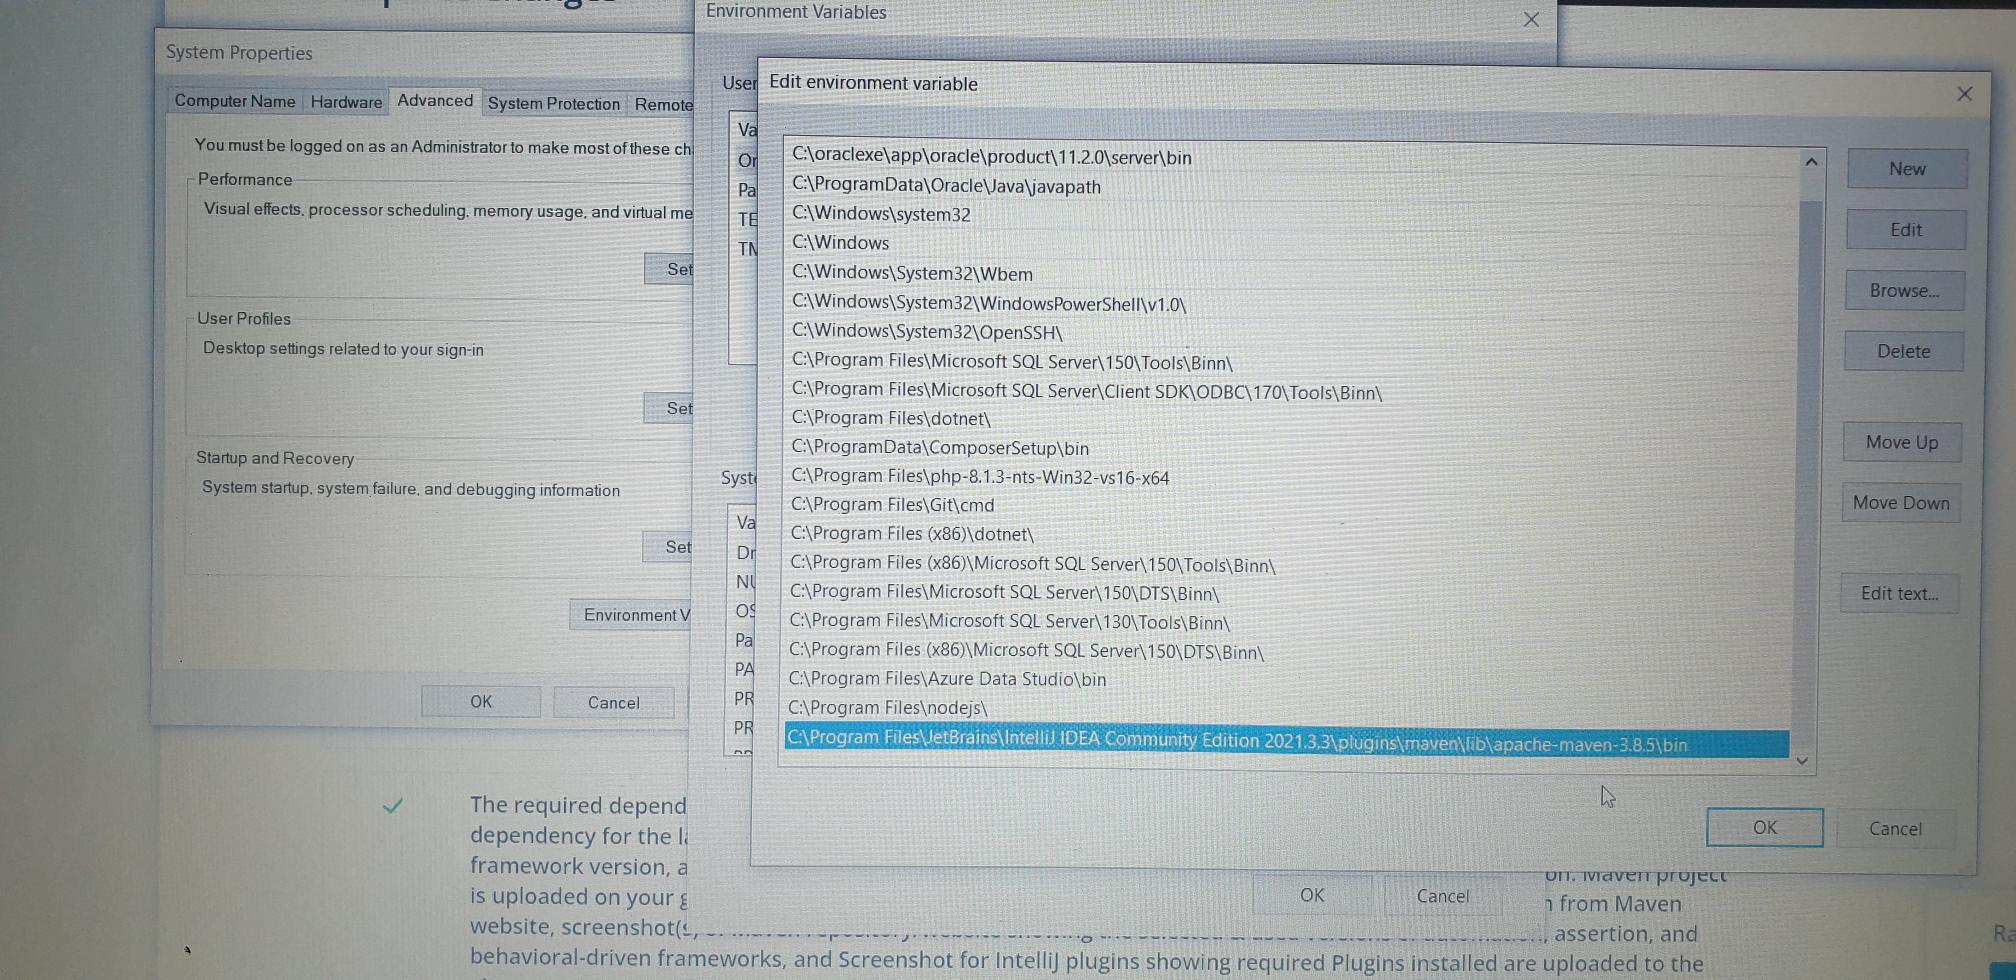 Environment Variables
System Properties
Computer Name Hardware Advanced System Protection Remote
You must be logged on as an Administrator to make most of these ch
Performance
Visual effects, processor scheduling, memory usage, and virtual me
Set
User Profiles
Desktop settings related to your sign-in
Set
Startup and Recovery
System startup, system failure, and debugging information
Set
Environment V
OK Cancel
User
Va
Or
Pa
TE
Syste
Va
Dr
OS
Pa
PA
PR
PR
Edit environment variable
C:\oraclexe\app\oracle\product\11.2.0\server\bin
C:\ProgramData\Oracle\Java\javapath
C:\Windows\system32
C:\Windows
C:\Windows\System32\Wbem
C:\Windows\System32\WindowsPowerShell\v1.0\
C:\Windows\System32\OpenSSH\
C:\Program Files\Microsoft SQL Server\150\Tools\Binn\
C:\Program Files\Microsoft SQL Server\Client SDK\ODBC\170\Tools\Binn\
C:\Program Files\dotnet\
C:\ProgramData\ComposerSetup\bin
C:\Program Files\php-8.1.3-nts-Win32-vs16-x64
C:\Program Files\Git\cmd
C:\Program Files (x86)\dotnet\
C:\Program Files (x86)\Microsoft SQL Server\150\Tools\Binn\
C:\Program Files\Microsoft SQL Server\150\DTS\Binn\
C:\Program Files\Microsoft SQL Server\130\Tools\Binn\
C:\Program Files (x86)\Microsoft SQL Server\150\DTS\Binn\
C:\Program Files\Azure Data Studio\bin
C:\Program Files\nodejs\
C:\Program Files\JetBrains\IntelliJ IDEA Community Edition 2021.3.3\plugins\maven\lib\apache-maven-3.8.5\bin
New
Edit
Browse...
Delete
Move Up
Move Down
Edit text...
OK Cancel
OK Cancel
The required depend
dependency for the la
framework version, a on. Maven project
is uploaded on your g from Maven
website, screenshot(s , assertion, and
behavioral-driven frameworks, and Screenshot for IntelliJ plugins showing required Plugins installed are uploaded to the
Ra